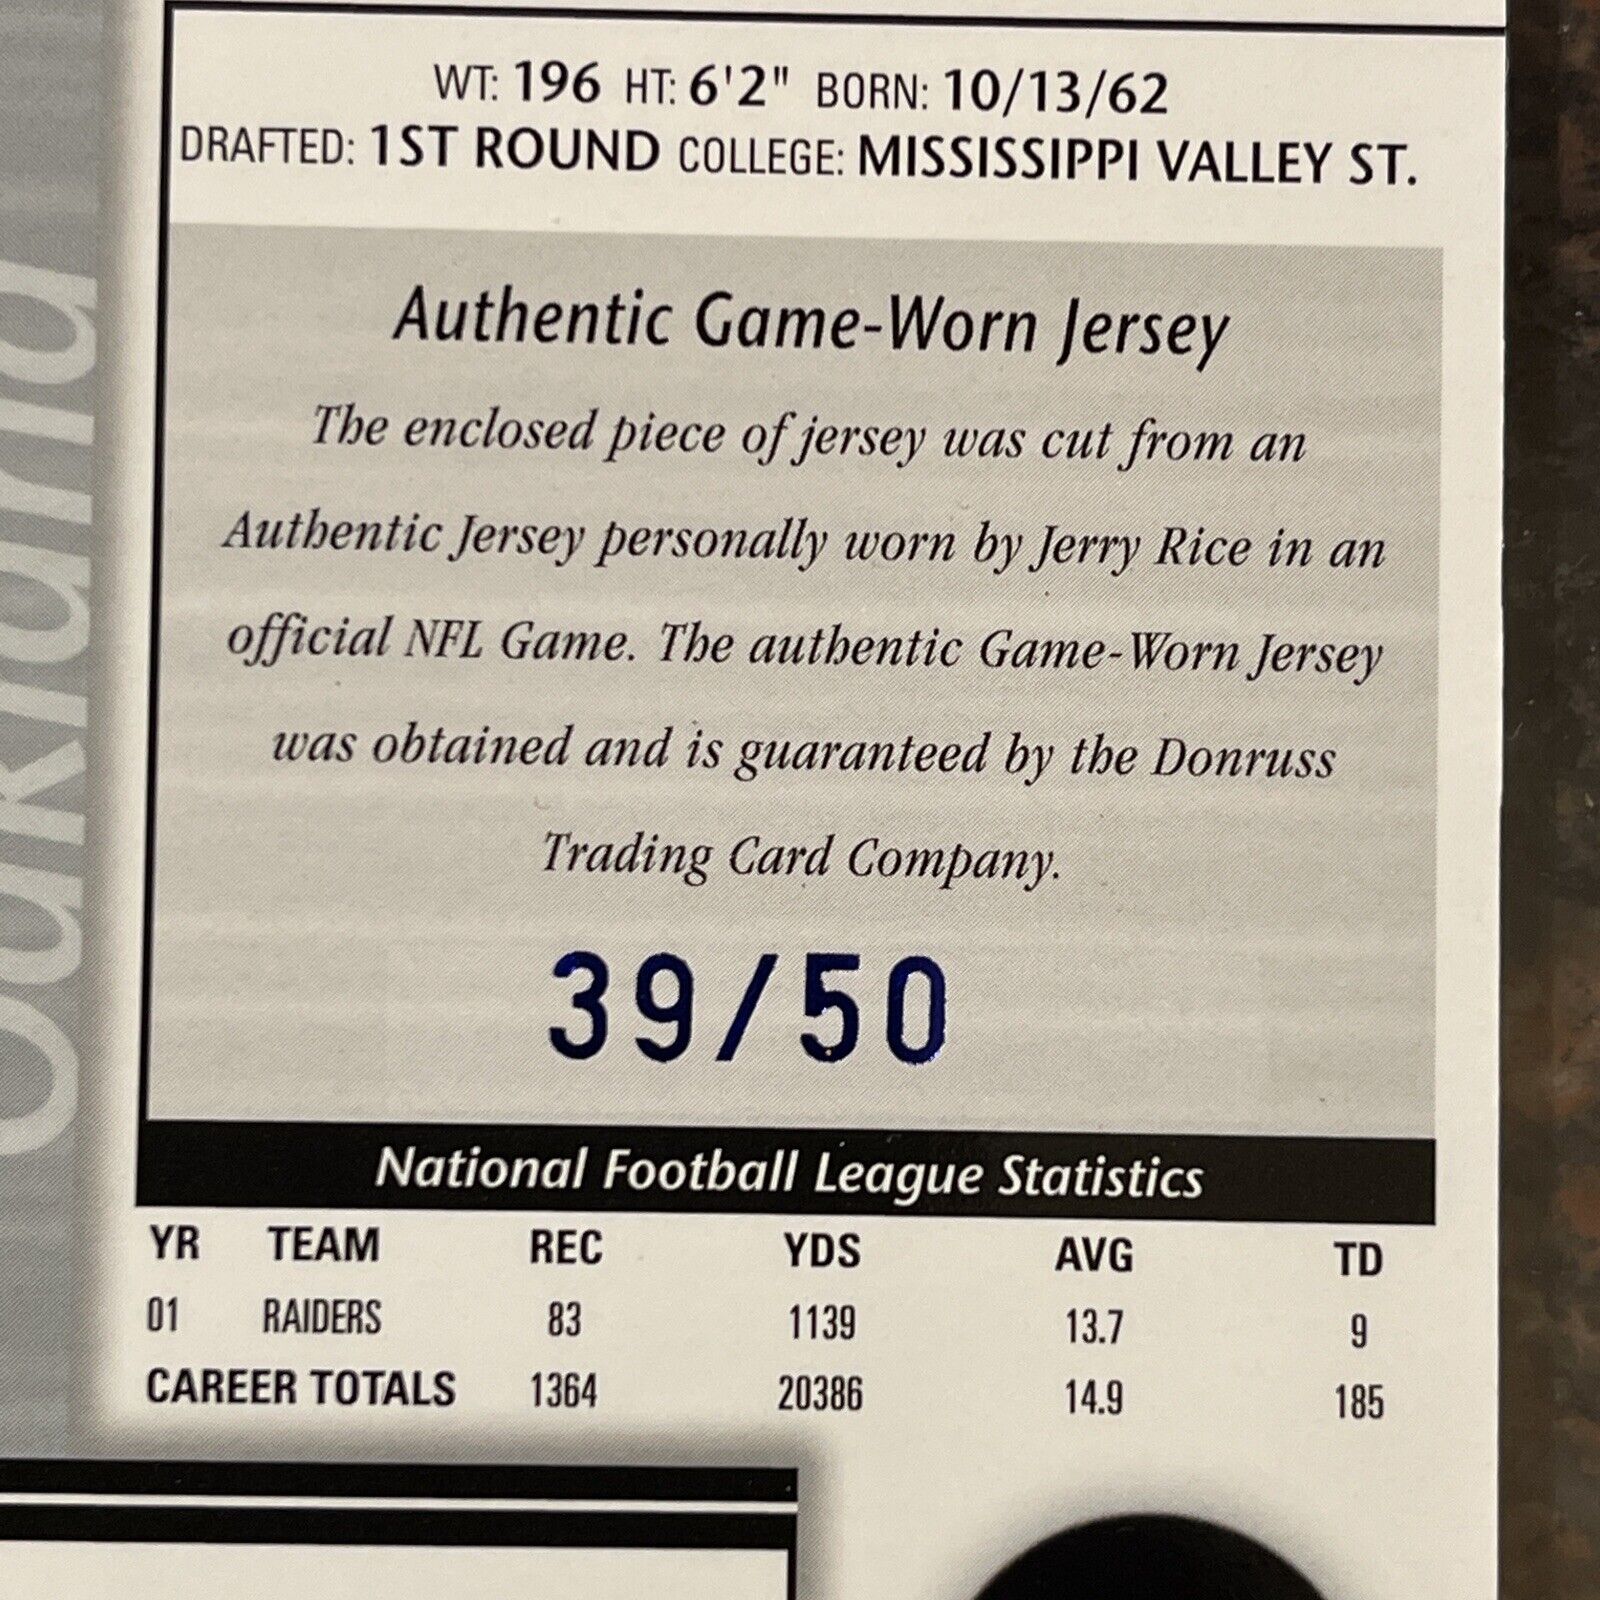 WT: 196 HT: 6'2" BORN: 10/13/62
DRAFTED: 1ST ROUND COLLEGE: MISSISSIPPI VALLEY ST.
Oakland
Authentic Game-Worn Jersey
The enclosed piece of jersey was cut from an
Authentic Jersey personally worn by Jerry Rice in an
official NFL Game. The authentic Game-Worn Jersey
was obtained and is guaranteed by the Donruss
Trading Card Company.
39/50
National Football League Statistics
YR TEAM REC YDS AVG TD
01 RAIDERS 83 1139 13.7 9
CAREER TOTALS 1364 20386 14.9 185